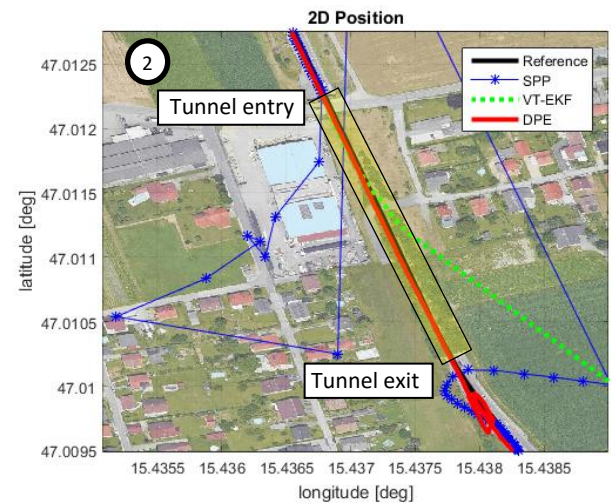 2D Position
2
Reference
SPP
VT-EKF
DPE
Tunnel entry
Tunnel exit
latitude [deg]
47.0125
47.012
47.0115
47.011
47.0105
47.01
47.0095
15.4355 15.436 15.4365 15.437 15.4375 15.438 15.4385
longitude [deg]